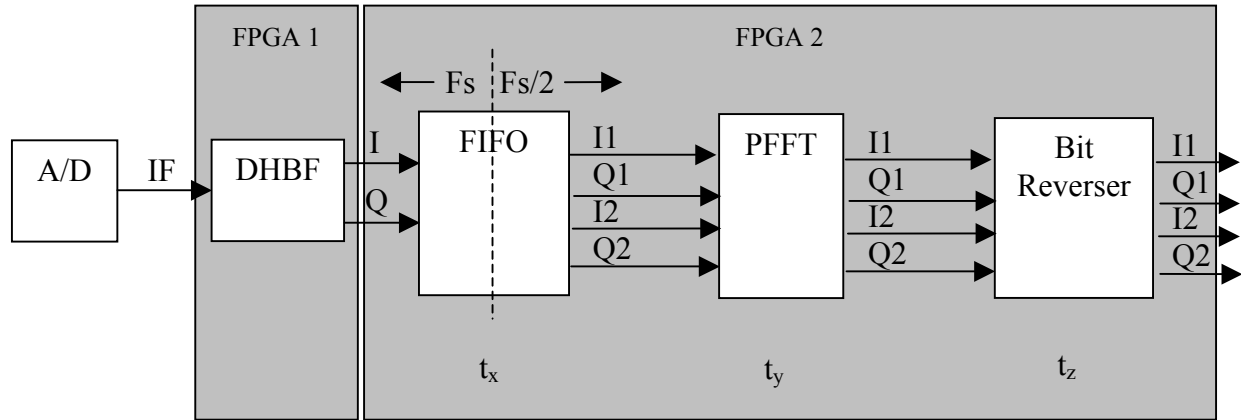 FPGA 1
FPGA 2
Fs
Fs/2
A/D
IF
DHBF
I
Q
FIFO
I1
Q1
I2
Q2
PFFT
I1
Q1
I2
Q2
Bit
Reverser
I1
Q1
I2
Q2
tx
ty
tz